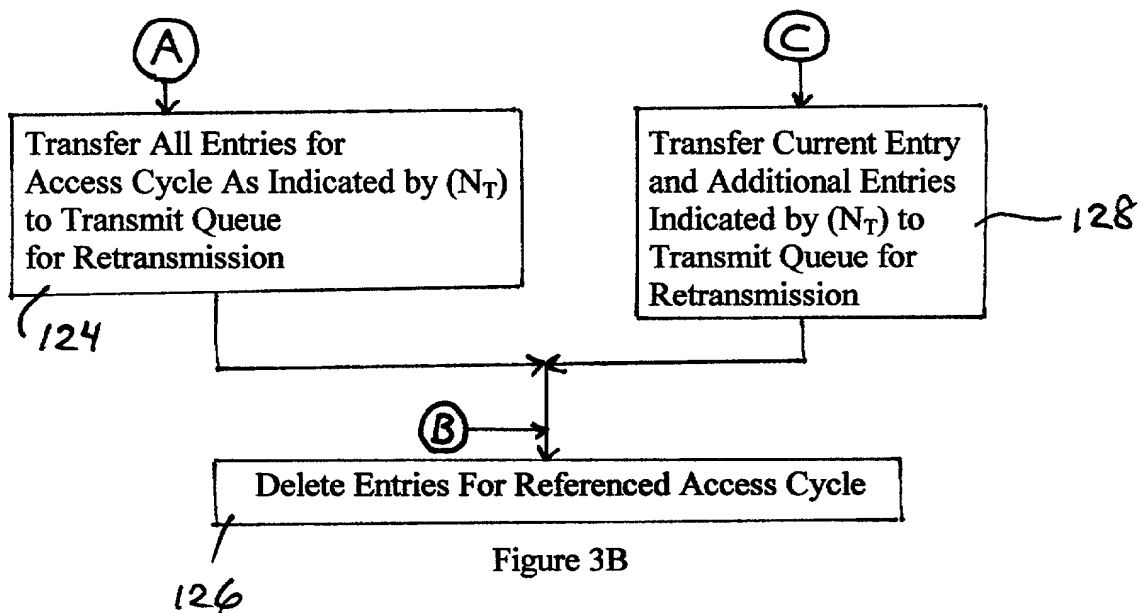 A
C
Transfer All Entries for
Access Cycle As Indicated by (N_T)
to Transmit Queue
for Retransmission
124
Transfer Current Entry
and Additional Entries
Indicated by (N_T) to
Transmit Queue for
Retransmission
128
B
Delete Entries For Referenced Access Cycle
126
Figure 3B